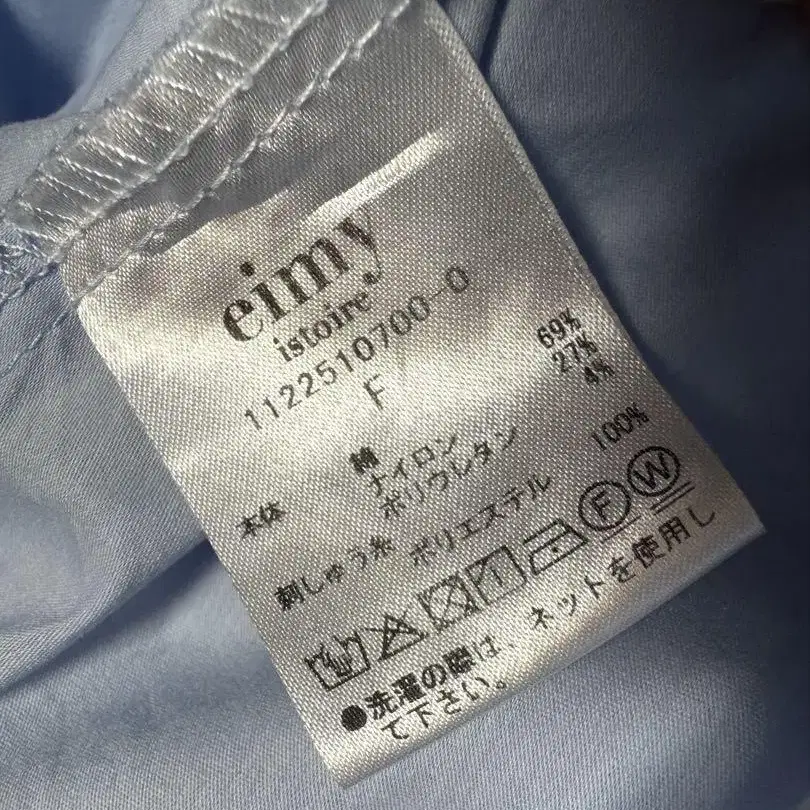 eimy
istoire
1122510700-0
F
本体 綿 69%
ナイロン 27%
ポリウレタン 4%
刺しゅう糸 ポリエステル 100%
F W
●洗濯の際は、ネットを使用し
て下さい。